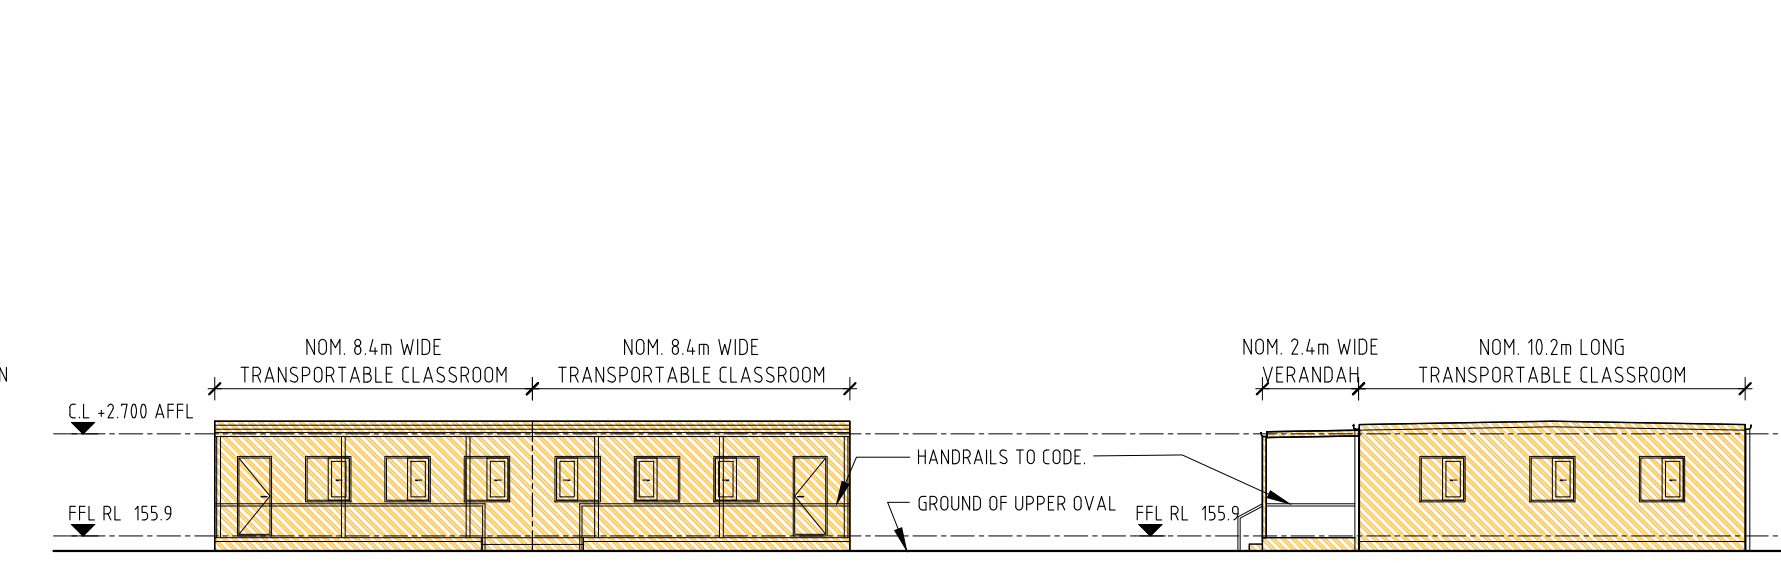 NOM. 8.4m WIDE
TRANSPORTABLE CLASSROOM
NOM. 8.4m WIDE
TRANSPORTABLE CLASSROOM
NOM. 2.4m WIDE
VERANDAH
NOM. 10.2m LONG
TRANSPORTABLE CLASSROOM
N
C.L +2.700 AFFL
HANDRAILS TO CODE.
GROUND OF UPPER OVAL
FFL RL 155.9
FFL RL 155.9